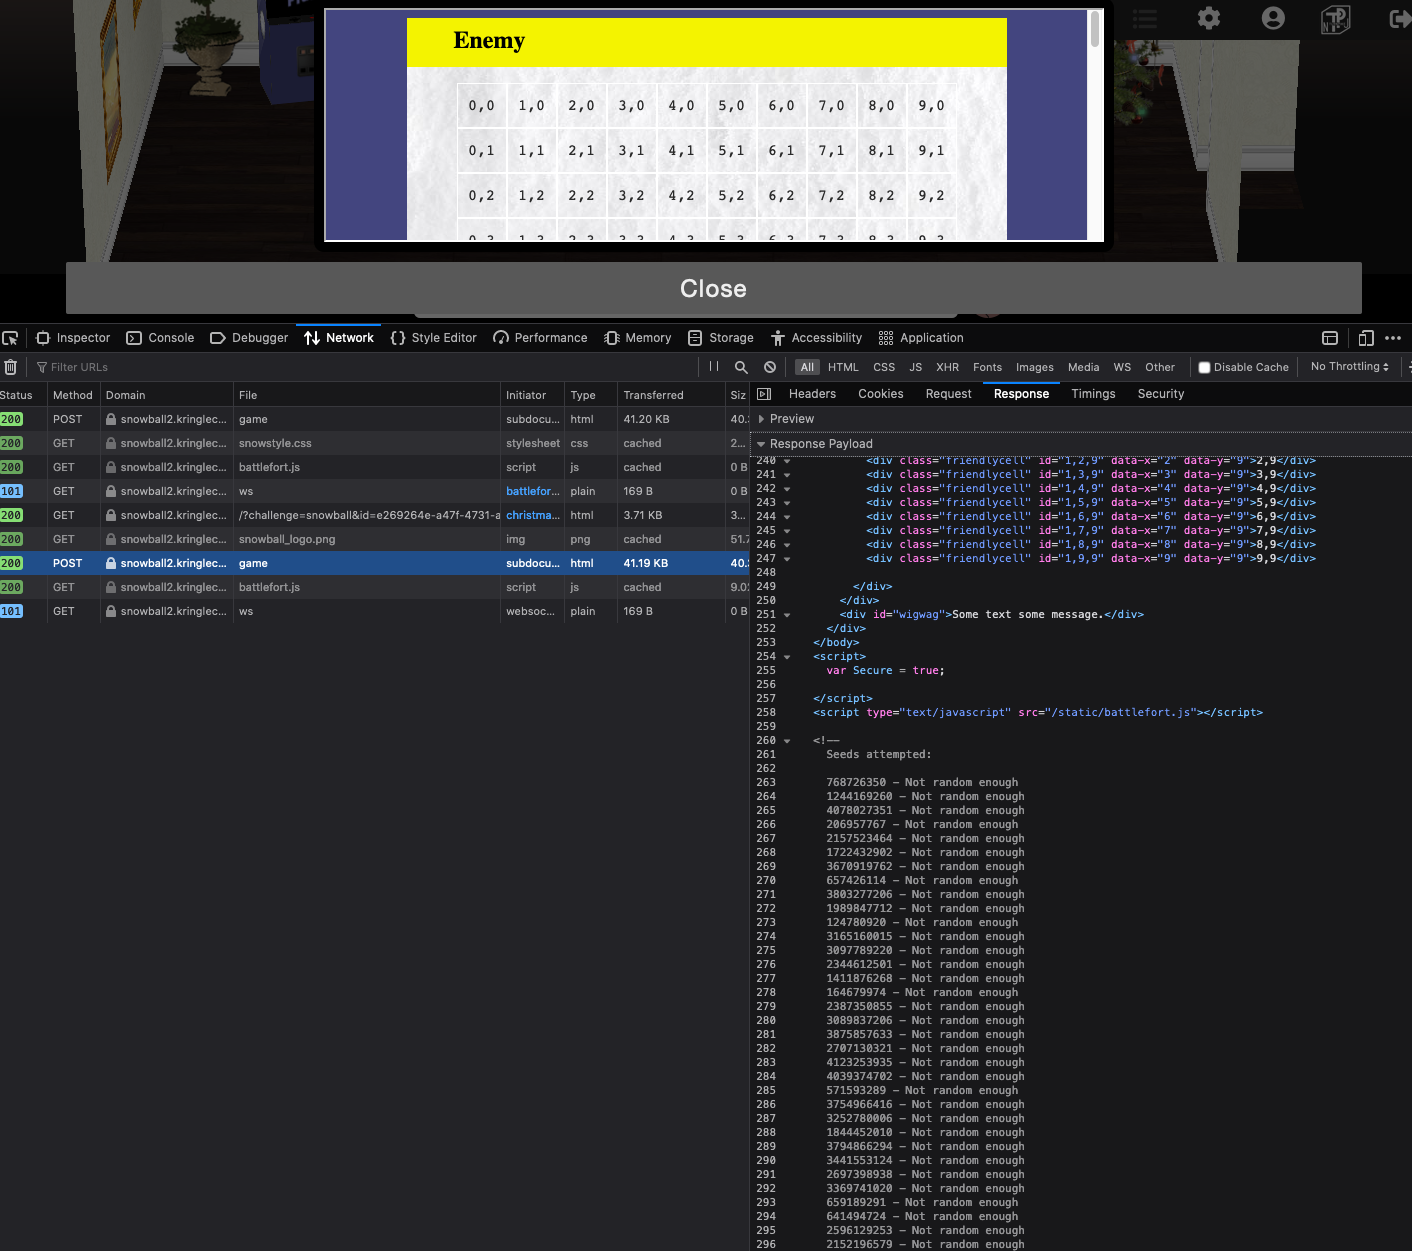 Enemy
0,0 1,0 2,0 3,0 4,0 5,0 6,0 7,0 8,0 9,0
0,1 1,1 2,1 3,1 4,1 5,1 6,1 7,1 8,1 9,1
0,2 1,2 2,2 3,2 4,2 5,2 6,2 7,2 8,2 9,2
Close
Inspector Console Debugger Network Style Editor Performance Memory Storage Accessibility Application
Filter URLs All HTML CSS JS XHR Fonts Images Media WS Other Disable Cache No Throttling
Status Method Domain File Initiator Type Transferred Siz
200 POST snowball2.kringlec... game subdocu... html 41.20 KB 40.
200 GET snowball2.kringlec... snowstyle.css stylesheet css cached 2...
200 GET snowball2.kringlec... battlefort.js script js cached 0 B
101 GET snowball2.kringlec... ws battlefor... plain 169 B 0 B
200 GET snowball2.kringlec... /?challenge=snowball&id=e269264e-a47f-4731-a christma... html 3.71 KB 3...
200 GET snowball2.kringlec... snowball_logo.png img png cached 51.7
200 POST snowball2.kringlec... game subdocu... html 41.19 KB 40.
200 GET snowball2.kringlec... battlefort.js script js cached 9.0
101 GET snowball2.kringlec... ws websoc... plain 169 B 0 B
Headers Cookies Request Response Timings Security
Preview
Response Payload
240 <div class="friendlycell" id="1,2,9" data-x="2" data-y="9">2,9</div>
241 <div class="friendlycell" id="1,3,9" data-x="3" data-y="9">3,9</div>
242 <div class="friendlycell" id="1,4,9" data-x="4" data-y="9">4,9</div>
243 <div class="friendlycell" id="1,5,9" data-x="5" data-y="9">5,9</div>
244 <div class="friendlycell" id="1,6,9" data-x="6" data-y="9">6,9</div>
245 <div class="friendlycell" id="1,7,9" data-x="7" data-y="9">7,9</div>
246 <div class="friendlycell" id="1,8,9" data-x="8" data-y="9">8,9</div>
247 <div class="friendlycell" id="1,9,9" data-x="9" data-y="9">9,9</div>
248
249 </div>
250 </div>
251 <div id="wigwag">Some text some message.</div>
252 </div>
253 </body>
254 <script>
255 var Secure = true;
256
257 </script>
258 <script type="text/javascript" src="/static/battlefort.js"></script>
259
260 <!--
261 Seeds attempted:
262
263 768726350 - Not random enough
264 1244169260 - Not random enough
265 4078027351 - Not random enough
266 206957767 - Not random enough
267 2157523464 - Not random enough
268 1722432902 - Not random enough
269 3670919762 - Not random enough
270 657426114 - Not random enough
271 3803277206 - Not random enough
272 1989847712 - Not random enough
273 124780920 - Not random enough
274 3165160015 - Not random enough
275 3097789220 - Not random enough
276 2344612501 - Not random enough
277 1411876268 - Not random enough
278 164679974 - Not random enough
279 2387350855 - Not random enough
280 3089837206 - Not random enough
281 3875857633 - Not random enough
282 2707130321 - Not random enough
283 4123253935 - Not random enough
284 4039374702 - Not random enough
285 571593289 - Not random enough
286 3754966416 - Not random enough
287 3252780006 - Not random enough
288 1844452010 - Not random enough
289 3794866294 - Not random enough
290 3441553124 - Not random enough
291 2697398938 - Not random enough
292 3369741020 - Not random enough
293 659189291 - Not random enough
294 641494724 - Not random enough
295 2596129253 - Not random enough
296 2152196579 - Not random enough